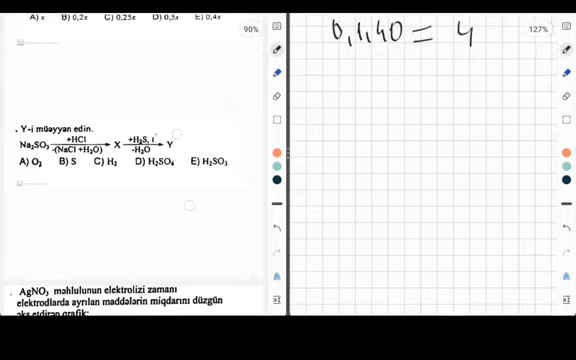 A) x B) 0,2x C) 0,25x D) 0,5x E) 0,4x
90%
. Y-i müəyyən edin.
Na₂SO₃ +HCl -(NaCl+H₂O) → X +H₂S, t° -H₂O → Y
A) O₂ B) S C) H₂ D) H₂SO₄ E) H₂SO₃
. AgNO₃ məhlulunun elektrolizi zamanı
elektrodlarda ayrılan maddələrin miqdarını düzgün
əks etdirən qrafik:
0,1.40 = 4
127%